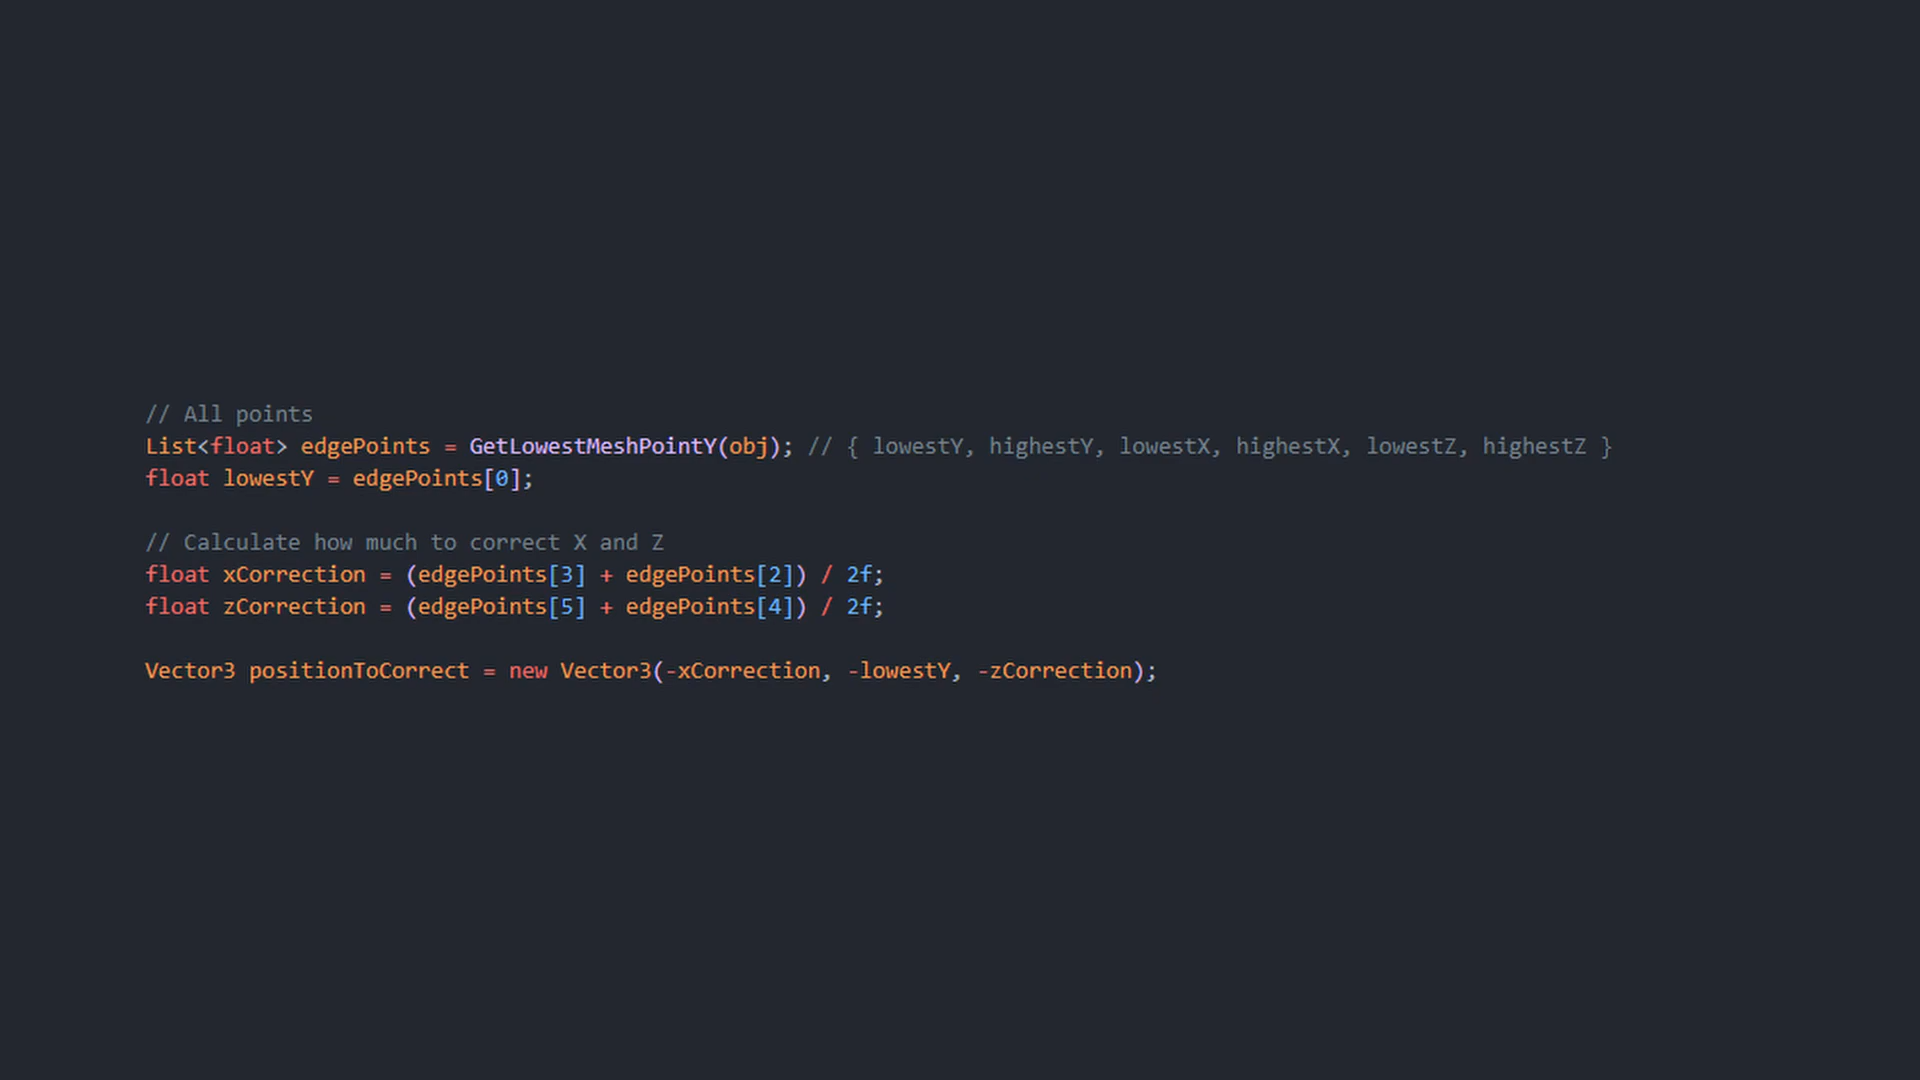 // All points
List<float> edgePoints = GetLowestMeshPointY(obj); // { lowestY, highestY, lowestX, highestX, lowestZ, highestZ }
float lowestY = edgePoints[0];
// Calculate how much to correct X and Z
float xCorrection = (edgePoints[3] + edgePoints[2]) / 2f;
float zCorrection = (edgePoints[5] + edgePoints[4]) / 2f;
Vector3 positionToCorrect = new Vector3(-xCorrection, -lowestY, -zCorrection);